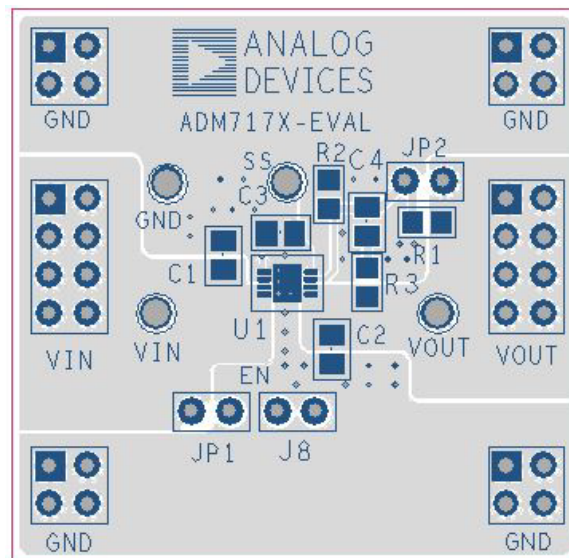 ANALOG
DEVICES
GND
GND
ADM717X-EVAL
SS
R2
C4
JP2
C3
GND
R1
C1
R3
U1
C2
VIN
VIN
VOUT
VOUT
EN
JP1
J8
GND
GND